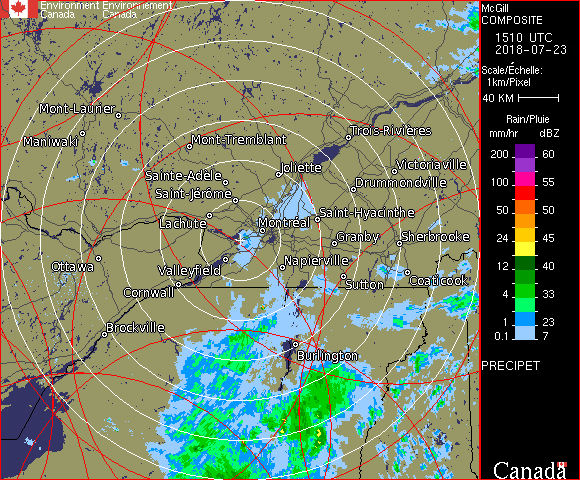 Environment Environnement
Canada Canada
McGill
COMPOSITE
1510 UTC
2018-07-23
Scale/Échelle:
1km/Pixel
40 KM
Rain/Pluie
mm/hr dBZ
200 60
100 55
50 50
24 45
12 40
4 33
1 23
0.1 7
PRECIPET
Canada
Mont-Laurier
Maniwaki
Mont-Tremblant
Trois-Rivières
Joliette
Victoriaville
Sainte-Adèle
Drummondville
Saint-Jérôme
Saint-Hyacinthe
Lachute
Montréal
Granby
Sherbrooke
Ottawa
Valleyfield
Napierville
Cornwall
Sutton
Coaticook
Brockville
Burlington